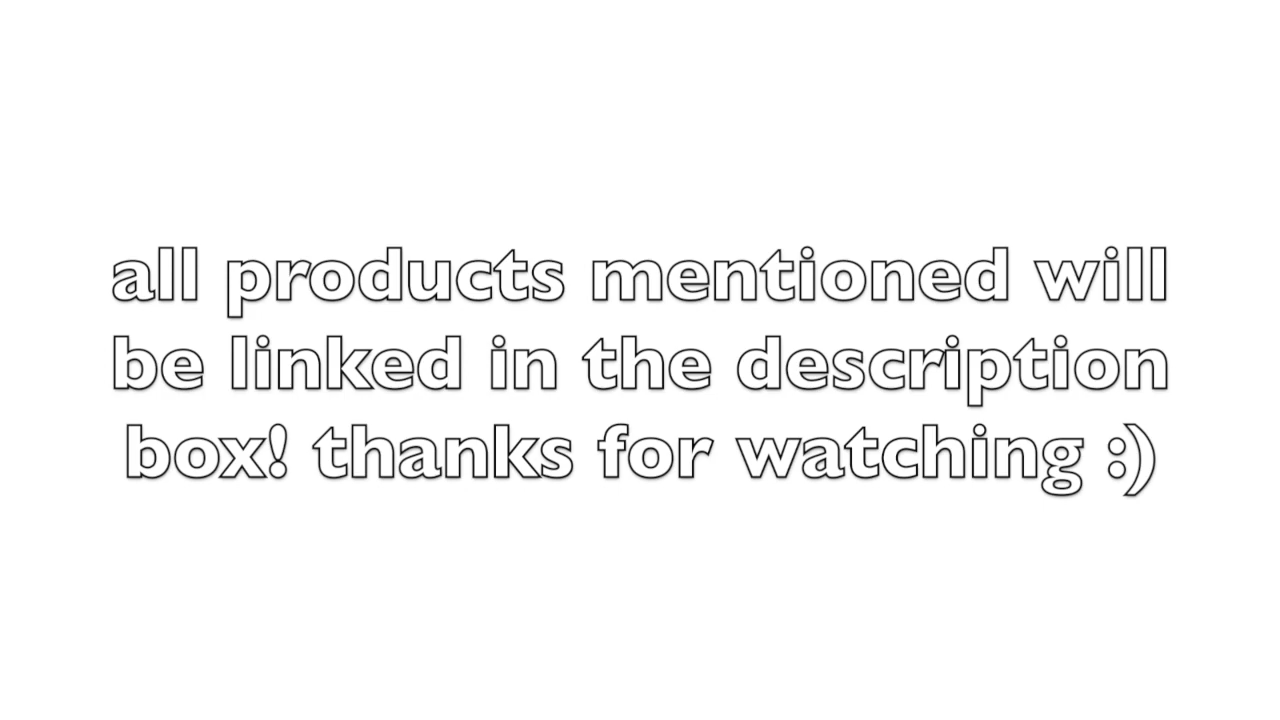 all products mentioned will
be linked in the description
box! thanks for watching :)